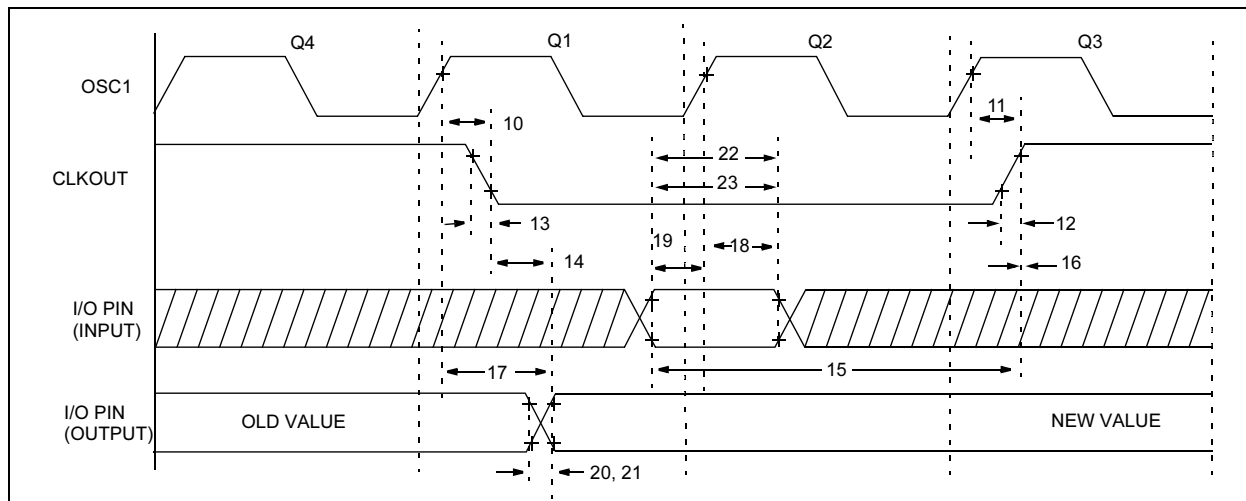 Q4 Q1 Q2 Q3
OSC1
10 11
22
CLKOUT
23
13 12
19 18
14 16
I/O PIN
(INPUT)
17 15
I/O PIN
(OUTPUT)
OLD VALUE NEW VALUE
20, 21